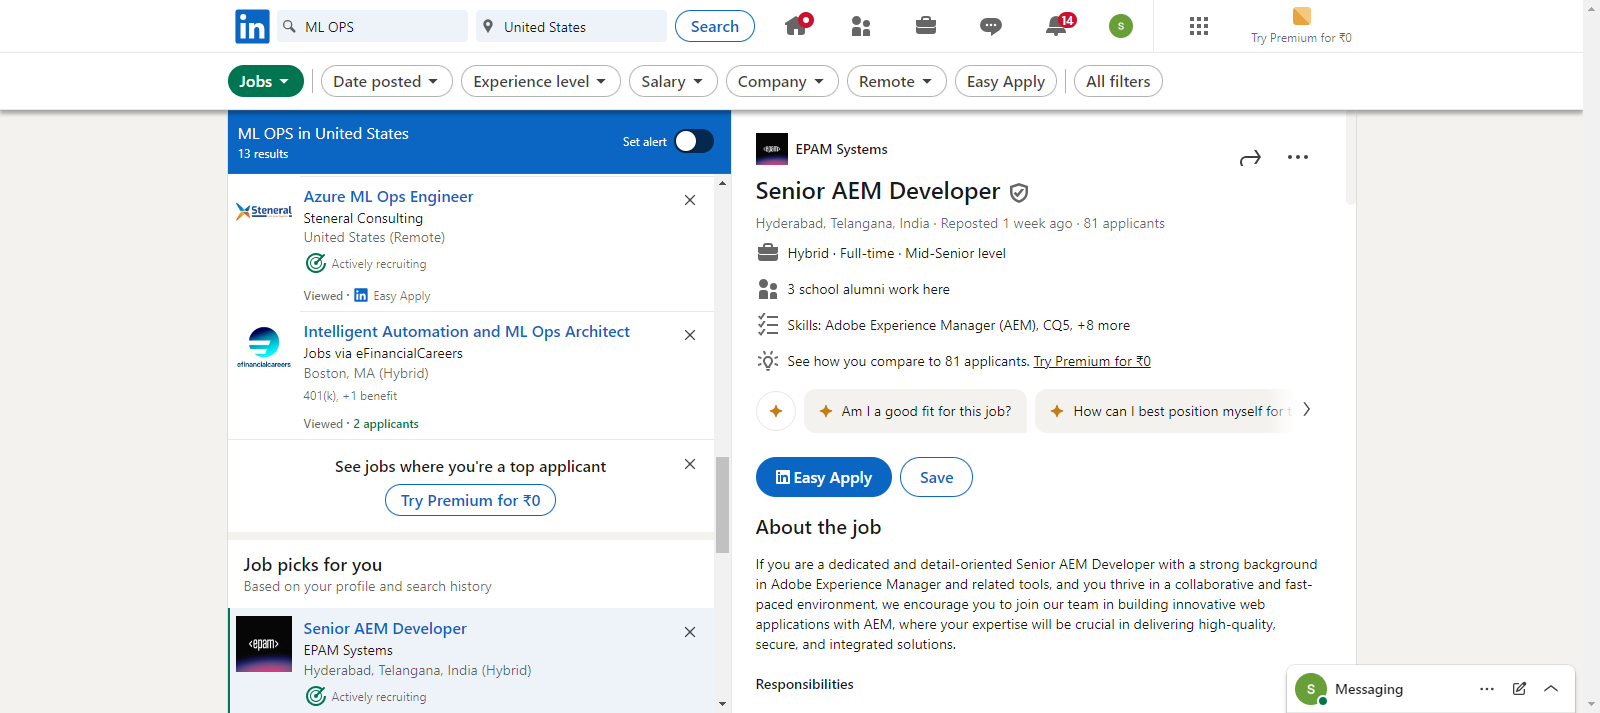 in
ML OPS
United States
Search
14
S
Try Premium for ₹0
Jobs
Date posted
Experience level
Salary
Company
Remote
Easy Apply
All filters
ML OPS in United States
13 results
Set alert
Steneral
Azure ML Ops Engineer
Steneral Consulting
United States (Remote)
Actively recruiting
Viewed · in Easy Apply
efinancialcareers
Intelligent Automation and ML Ops Architect
Jobs via eFinancialCareers
Boston, MA (Hybrid)
401(k), +1 benefit
Viewed · 2 applicants
See jobs where you're a top applicant
Try Premium for ₹0
Job picks for you
Based on your profile and search history
<epam>
Senior AEM Developer
EPAM Systems
Hyderabad, Telangana, India (Hybrid)
Actively recruiting
<epam>
EPAM Systems
Senior AEM Developer
Hyderabad, Telangana, India · Reposted 1 week ago · 81 applicants
Hybrid · Full-time · Mid-Senior level
3 school alumni work here
Skills: Adobe Experience Manager (AEM), CQ5, +8 more
See how you compare to 81 applicants. Try Premium for ₹0
Am I a good fit for this job?
How can I best position myself for t
in Easy Apply
Save
About the job
If you are a dedicated and detail-oriented Senior AEM Developer with a strong background
in Adobe Experience Manager and related tools, and you thrive in a collaborative and fast-
paced environment, we encourage you to join our team in building innovative web
applications with AEM, where your expertise will be crucial in delivering high-quality,
secure, and integrated solutions.
Responsibilities
S
Messaging